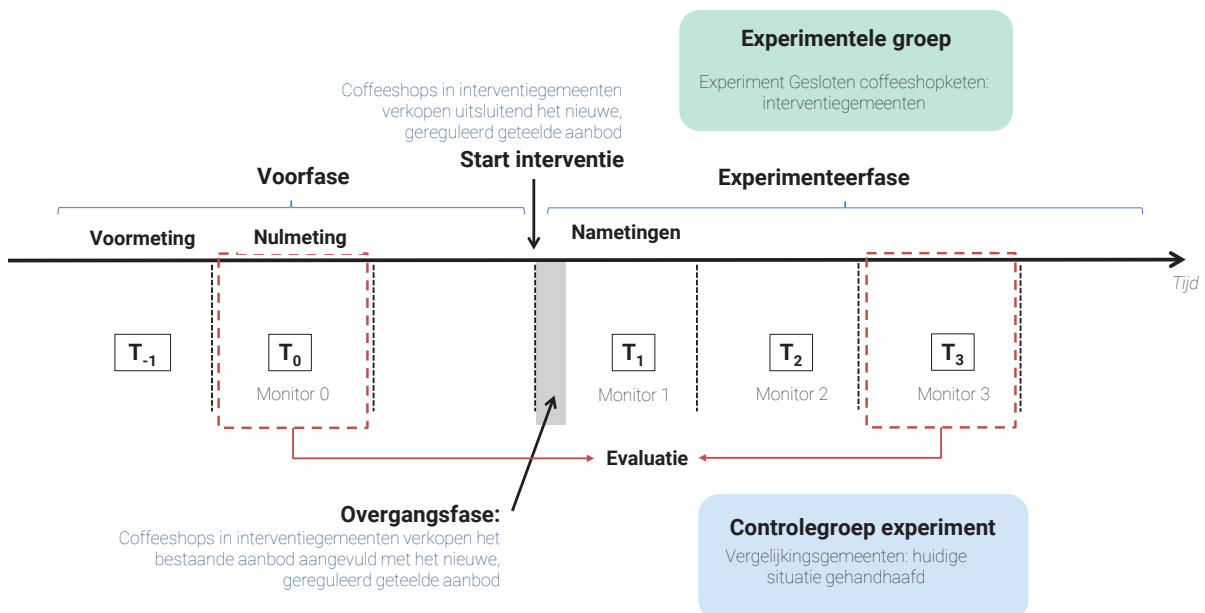 Experimentele groep
Experiment Gesloten coffeeshopketen:
interventiegemeenten
Coffeeshops in interventiegemeenten
verkopen uitsluitend het nieuwe,
gereguleerd geteelde aanbod
Start interventie
Voorfase
Experimenteerfase
Voormeting
Nulmeting
Nametingen
Tijd
T-1
T0
T1
T2
T3
Monitor 0
Monitor 1
Monitor 2
Monitor 3
Evaluatie
Overgangsfase:
Coffeeshops in interventiegemeenten verkopen het
bestaande aanbod aangevuld met het nieuwe,
gereguleerd geteelde aanbod
Controlegroep experiment
Vergelijkingsgemeenten: huidige
situatie gehandhaafd